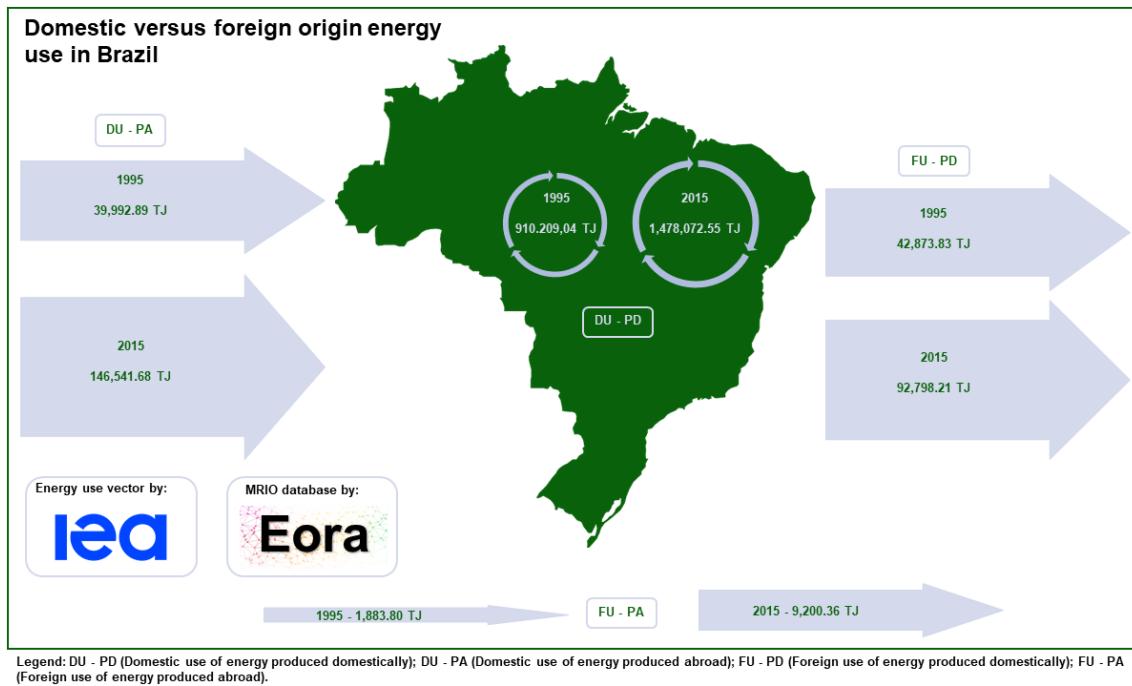 Domestic versus foreign origin energy
use in Brazil
DU - PA
1995
39,992.89 TJ
2015
146,541.68 TJ
1995
910.209,04 TJ
2015
1,478,072.55 TJ
DU - PD
FU - PD
1995
42,873.83 TJ
2015
92,798.21 TJ
Energy use vector by:
iea
MRIO database by:
Eora
1995 - 1,883.80 TJ
FU - PA
2015 - 9,200.36 TJ
Legend: DU - PD (Domestic use of energy produced domestically); DU - PA (Domestic use of energy produced abroad); FU - PD (Foreign use of energy produced domestically); FU - PA
(Foreign use of energy produced abroad).